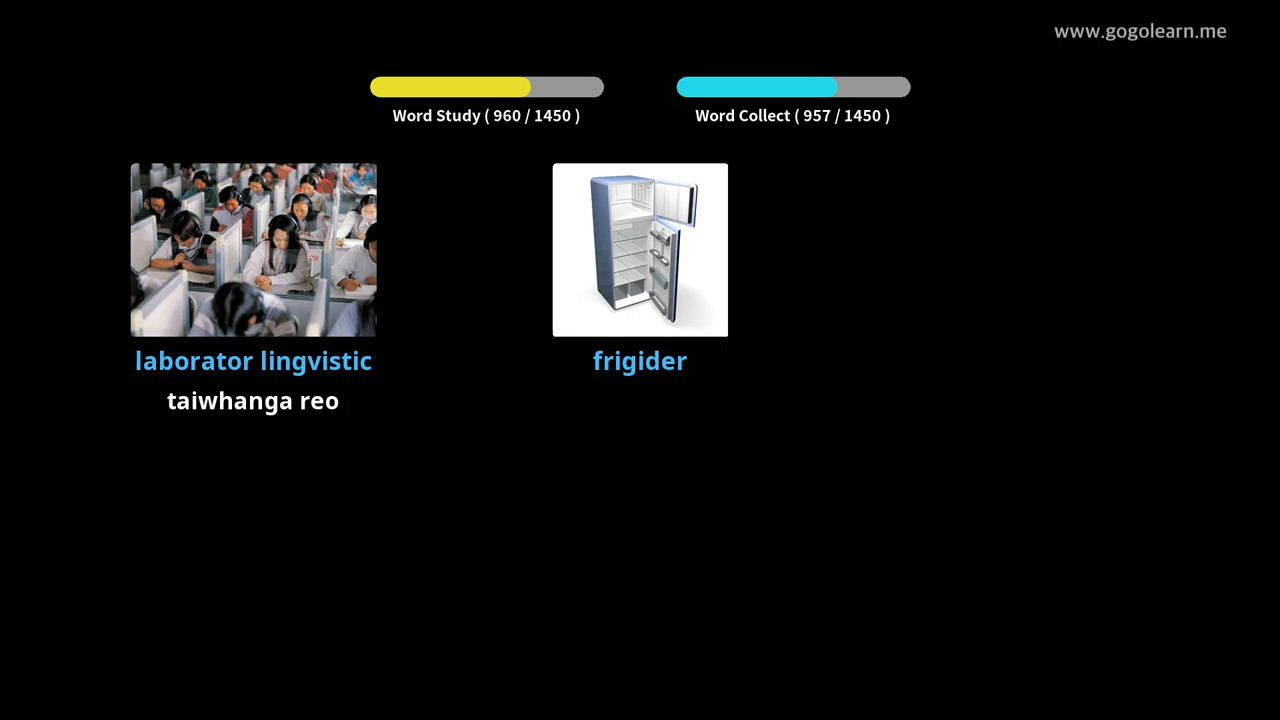 www.gogolearn.me
Word Study ( 960 / 1450 )
Word Collect ( 957 / 1450 )
laborator lingvistic
taiwhanga reo
frigider